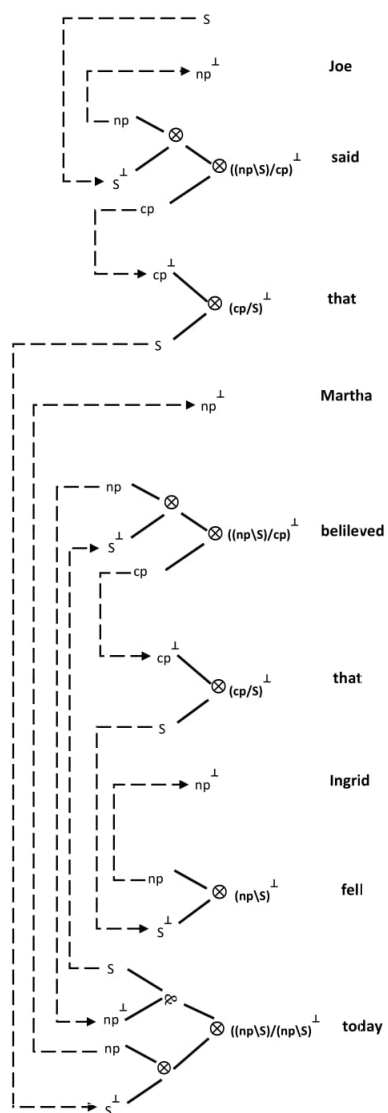 S
np⊥ Joe
np
⊗
S⊥ ⊗ ((np\S)/cp)⊥ said
cp
cp⊥
⊗ (cp/S)⊥ that
S
np⊥ Martha
np
⊗
S⊥ ⊗ ((np\S)/cp)⊥ belileved
cp
cp⊥
⊗ (cp/S)⊥ that
S
np⊥ Ingrid
np
⊗ (np\S)⊥ fell
S⊥
S
⅋
np⊥ ⊗ ((np\S)/(np\S)⊥ today
np
⊗
S⊥